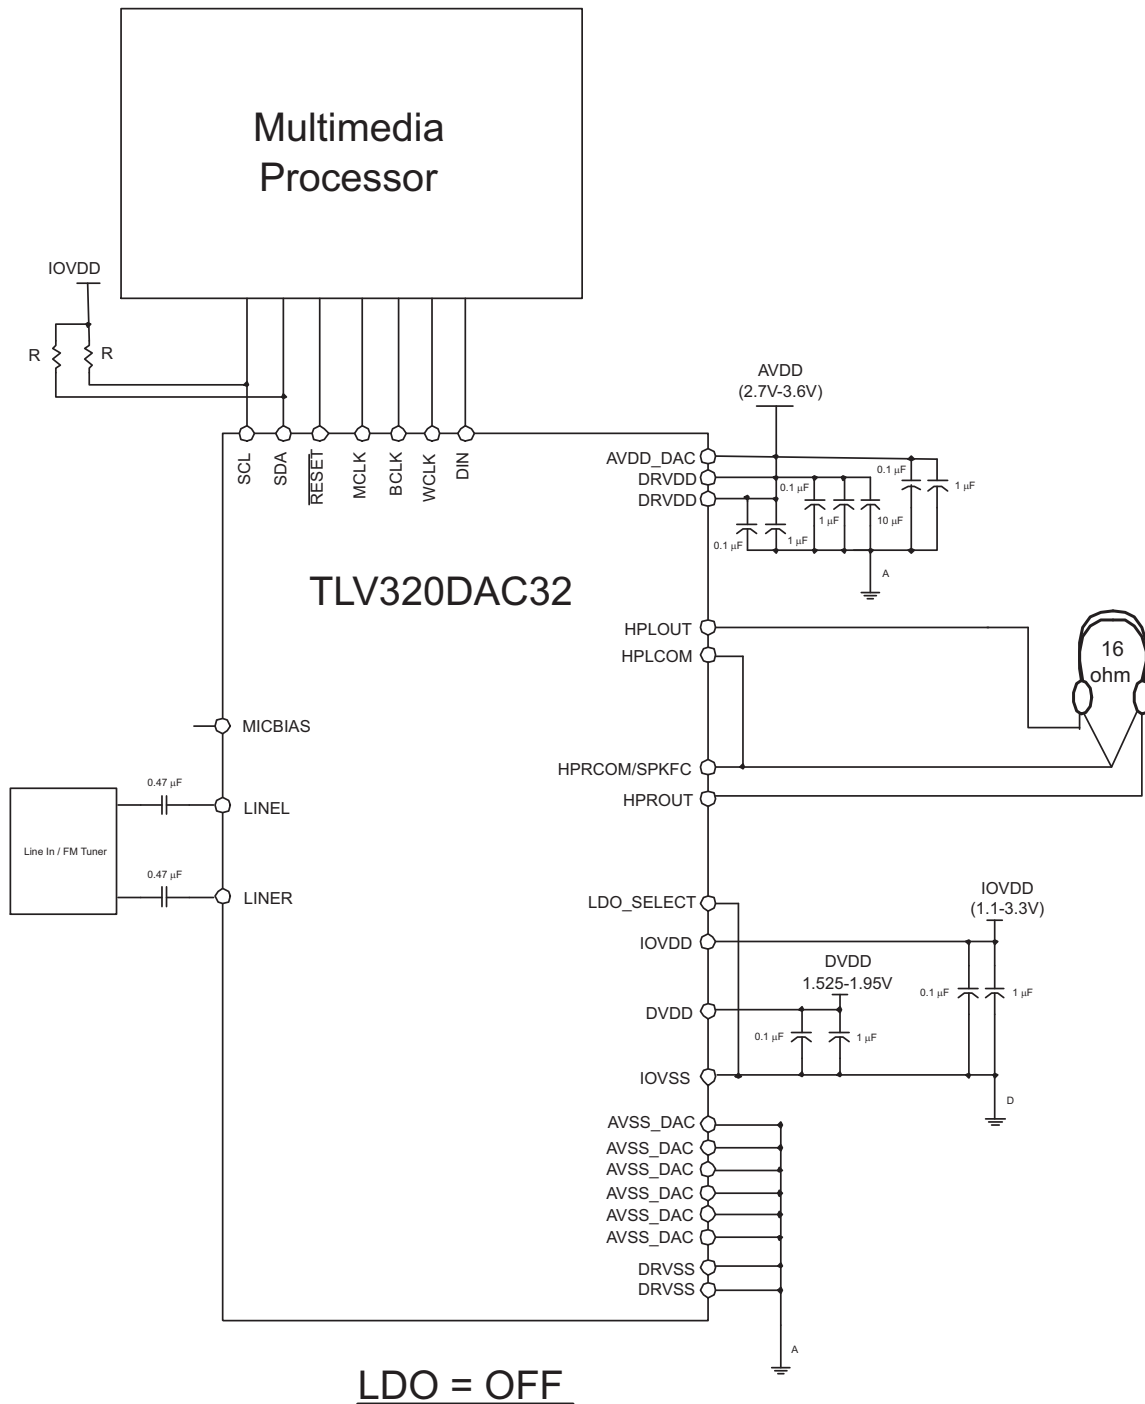 Multimedia
Processor
IOVDD
R
R
SCL
SDA
RESET
MCLK
BCLK
WCLK
DIN
AVDD
(2.7V-3.6V)
AVDD_DAC
DRVDD
DRVDD
0.1 μF
1 μF
0.1 μF
1 μF
10 μF
0.1 μF
1 μF
A
TLV320DAC32
HPLOUT
HPLCOM
16
ohm
MICBIAS
HPRCOM/SPKFC
HPROUT
0.47 μF
LINEL
Line In / FM Tuner
0.47 μF
LINER
LDO_SELECT
IOVDD
(1.1-3.3V)
IOVDD
DVDD
1.525-1.95V
0.1 μF
1 μF
DVDD
0.1 μF
1 μF
IOVSS
D
AVSS_DAC
AVSS_DAC
AVSS_DAC
AVSS_DAC
AVSS_DAC
AVSS_DAC
DRVSS
DRVSS
A
LDO = OFF